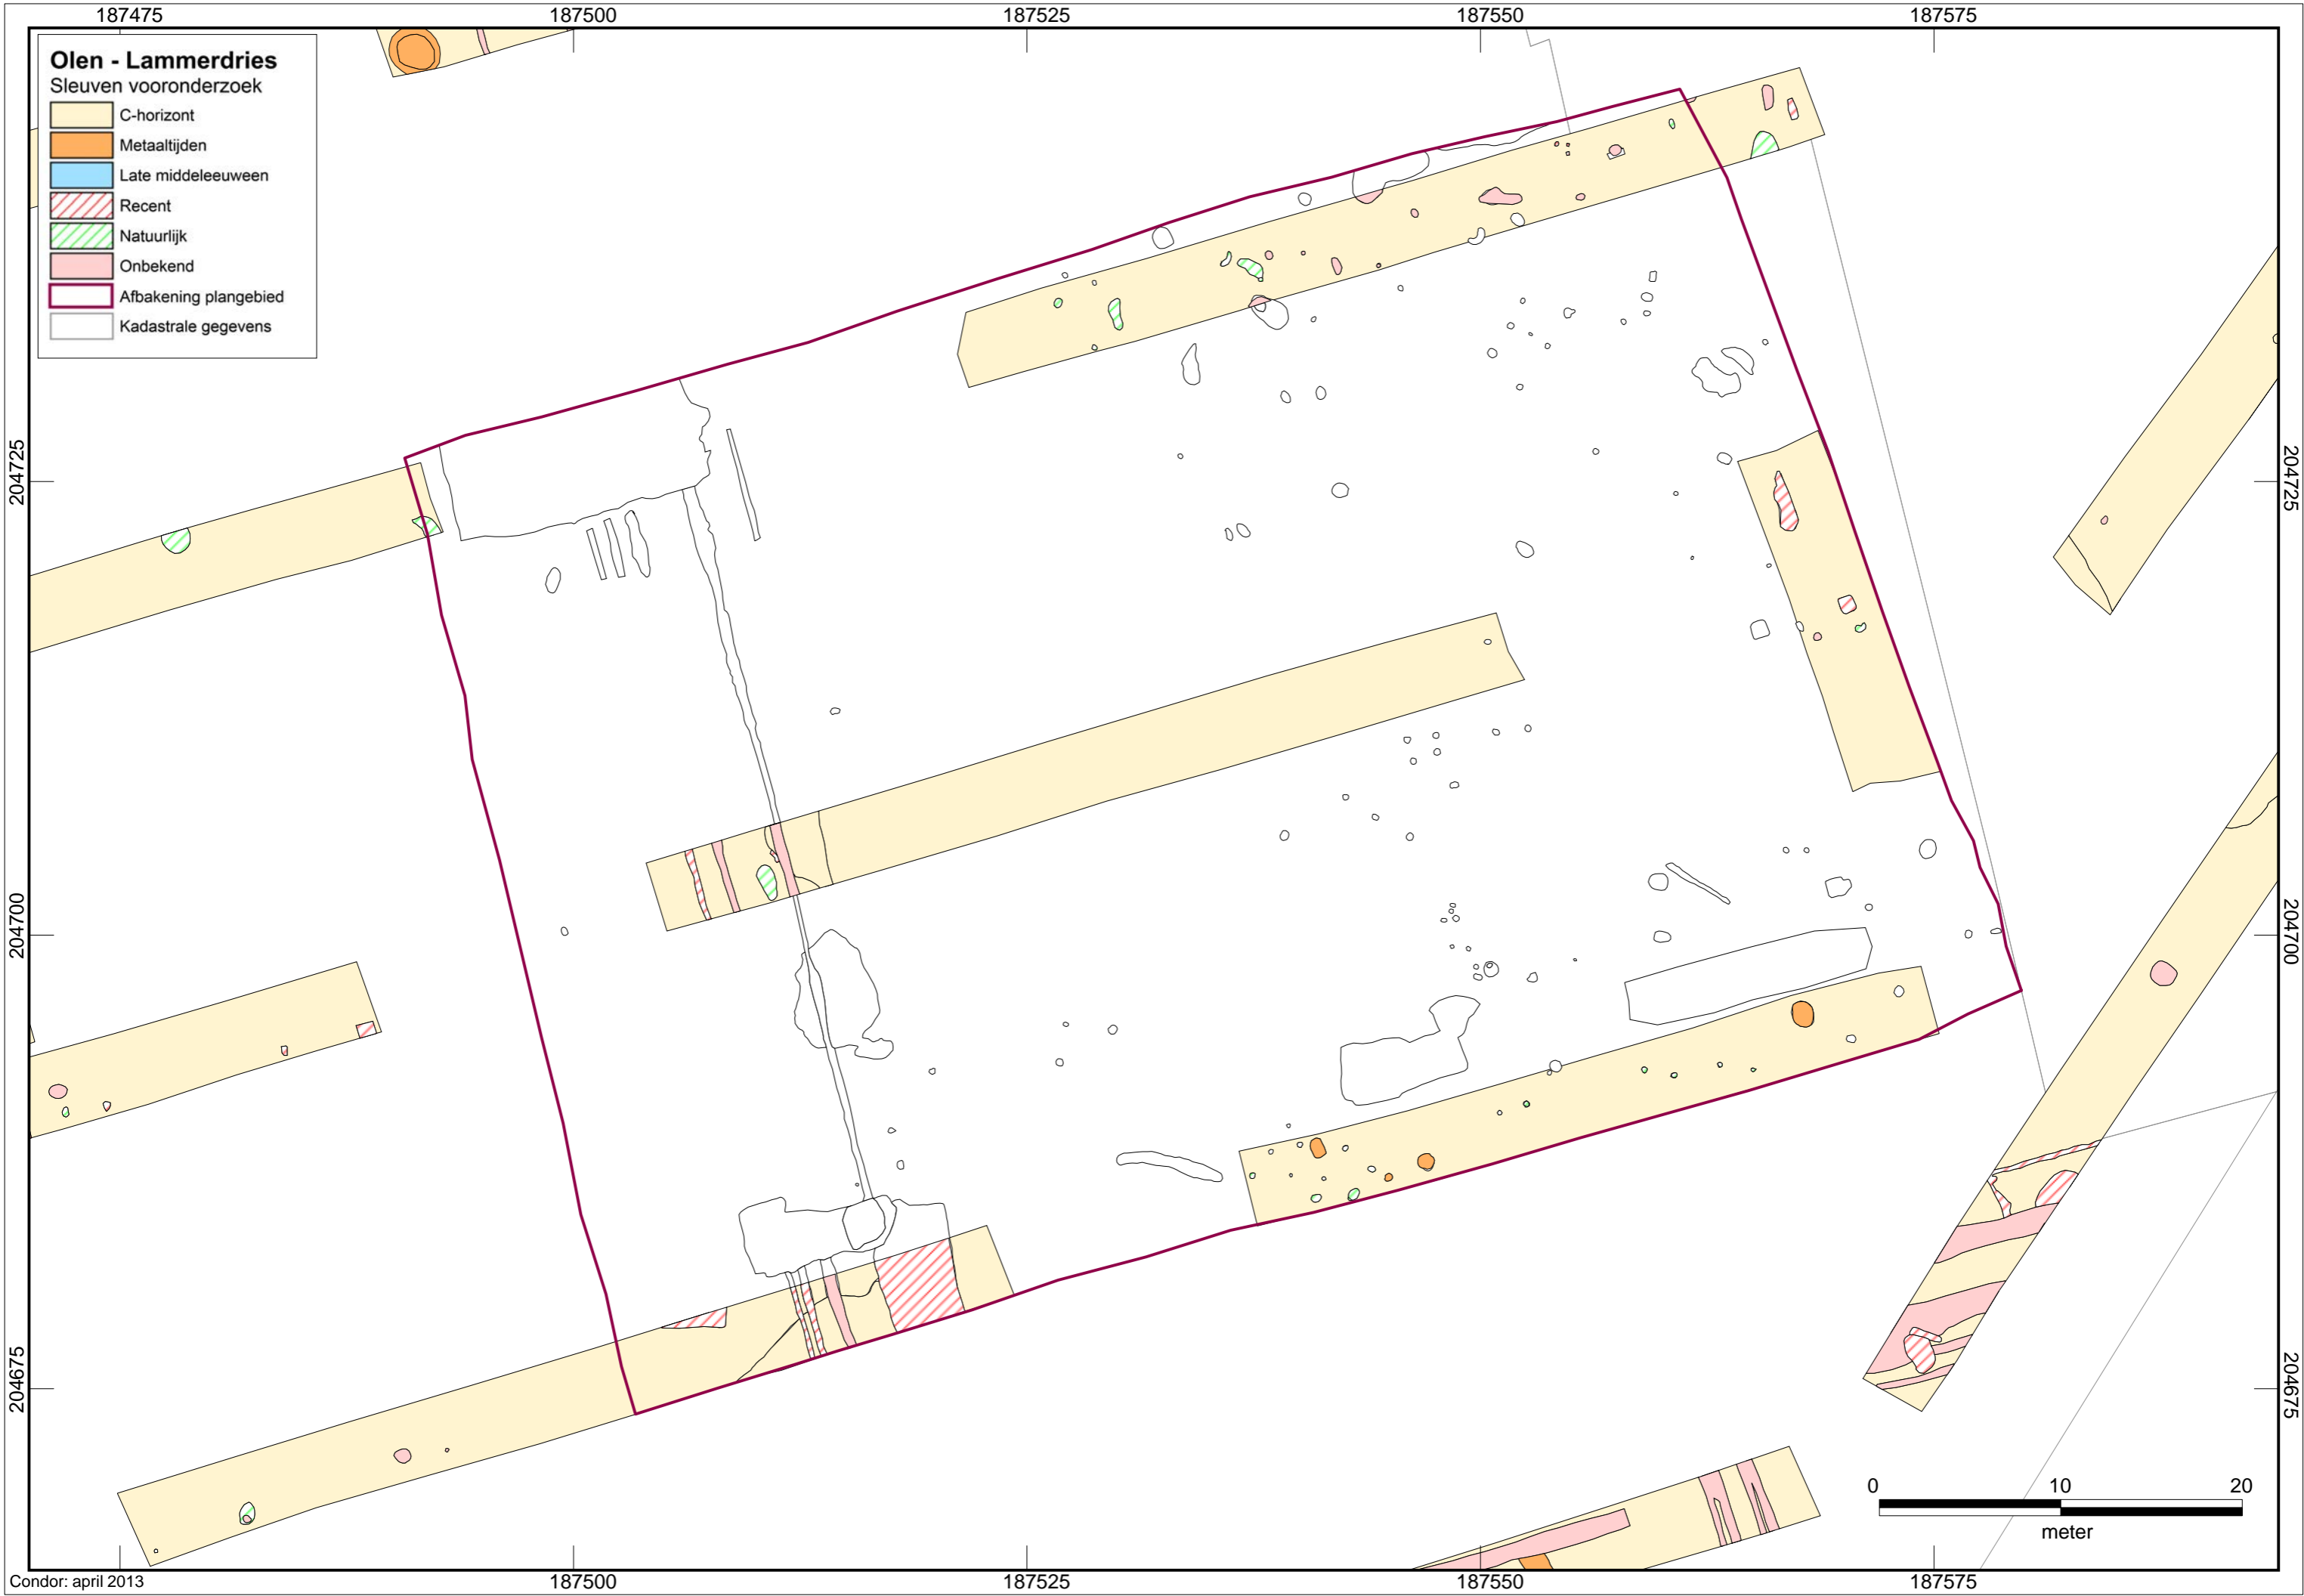 187475
187500
187525
187550
187575
Olen - Lammerdries
Sleuven vooronderzoek
C-horizont
Metaaltijden
Late middeleeuween
Recent
Natuurlijk
Onbekend
Afbakening plangebied
Kadastrale gegevens
204725
204725
204700
204700
204675
204675
0 10 20
meter
Condor: april 2013
187500
187525
187550
187575